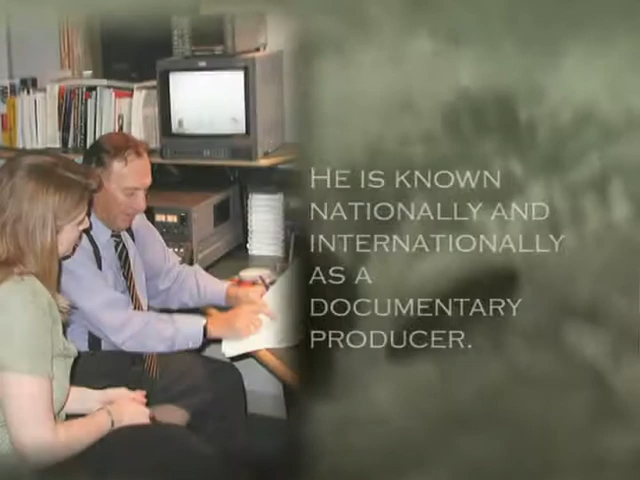 HE IS KNOWN
NATIONALLY AND
INTERNATIONALLY
AS A
DOCUMENTARY
PRODUCER.